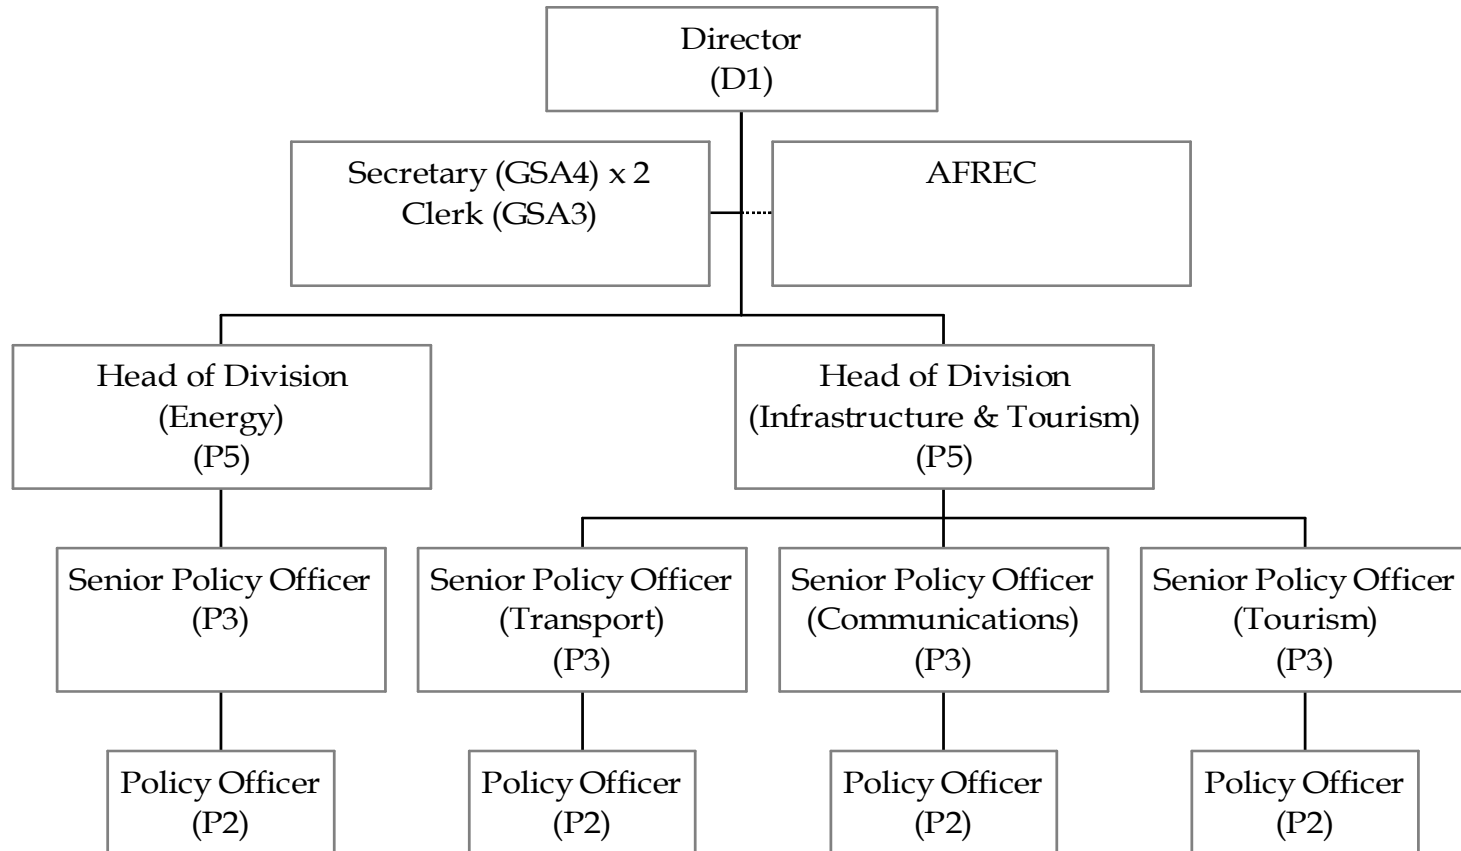 Director
(D1)
Secretary (GSA4) x 2
Clerk (GSA3)
AFREC
Head of Division
(Energy)
(P5)
Head of Division
(Infrastructure & Tourism)
(P5)
Senior Policy Officer
(P3)
Senior Policy Officer
(Transport)
(P3)
Senior Policy Officer
(Communications)
(P3)
Senior Policy Officer
(Tourism)
(P3)
Policy Officer
(P2)
Policy Officer
(P2)
Policy Officer
(P2)
Policy Officer
(P2)